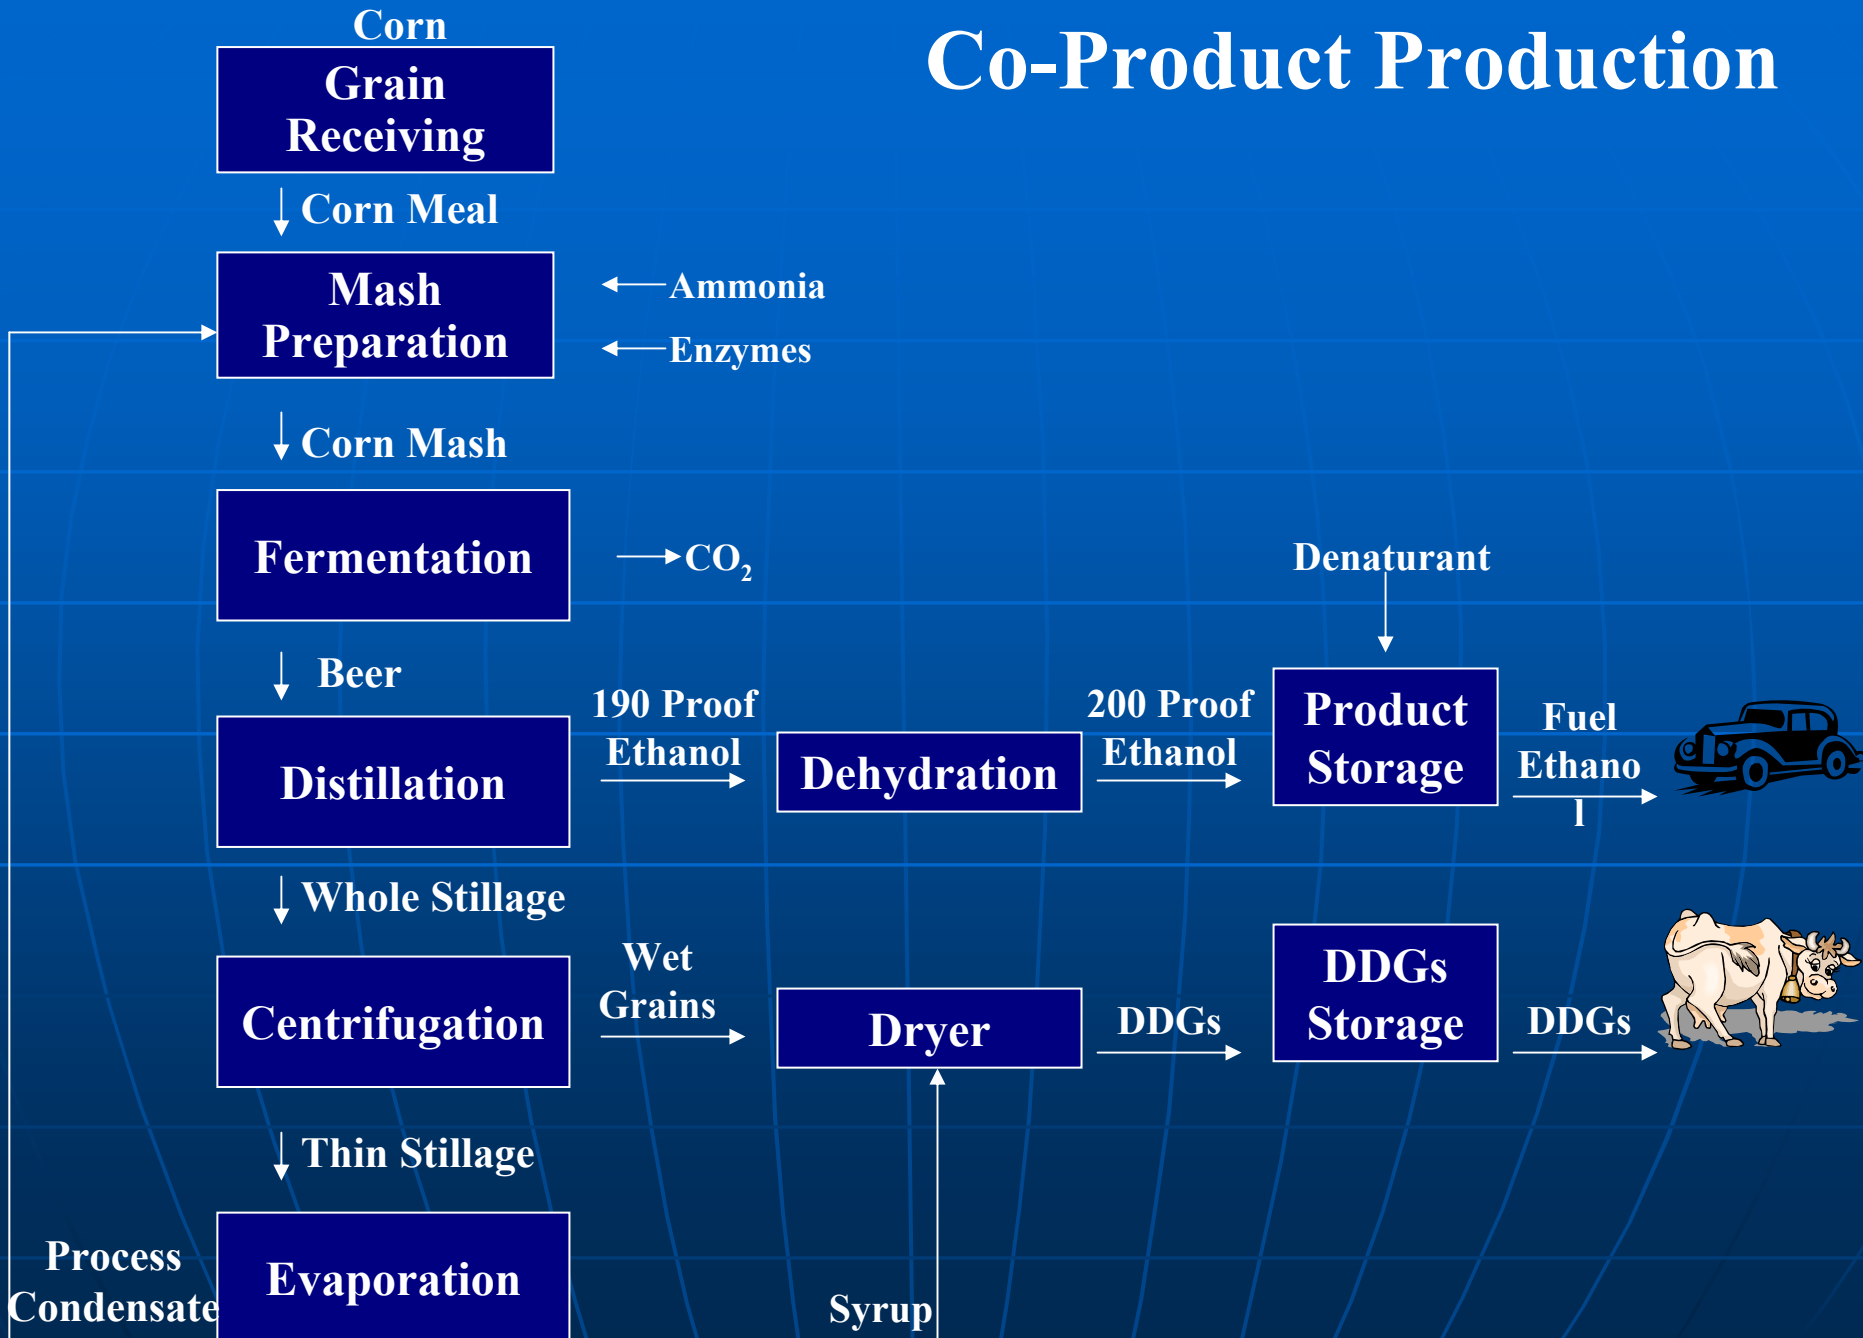 Corn
Co-Product Production
Grain
Receiving
Corn Meal
Mash
Preparation
Ammonia
Enzymes
Corn Mash
Fermentation
CO₂
Denaturant
Beer
190 Proof
Ethanol
200 Proof
Ethanol
Product
Storage
Fuel
Ethano
l
Distillation
Dehydration
Whole Stillage
Wet
Grains
DDGs
Storage
Centrifugation
Dryer
DDGs
DDGs
Thin Stillage
Process
Condensate
Evaporation
Syrup